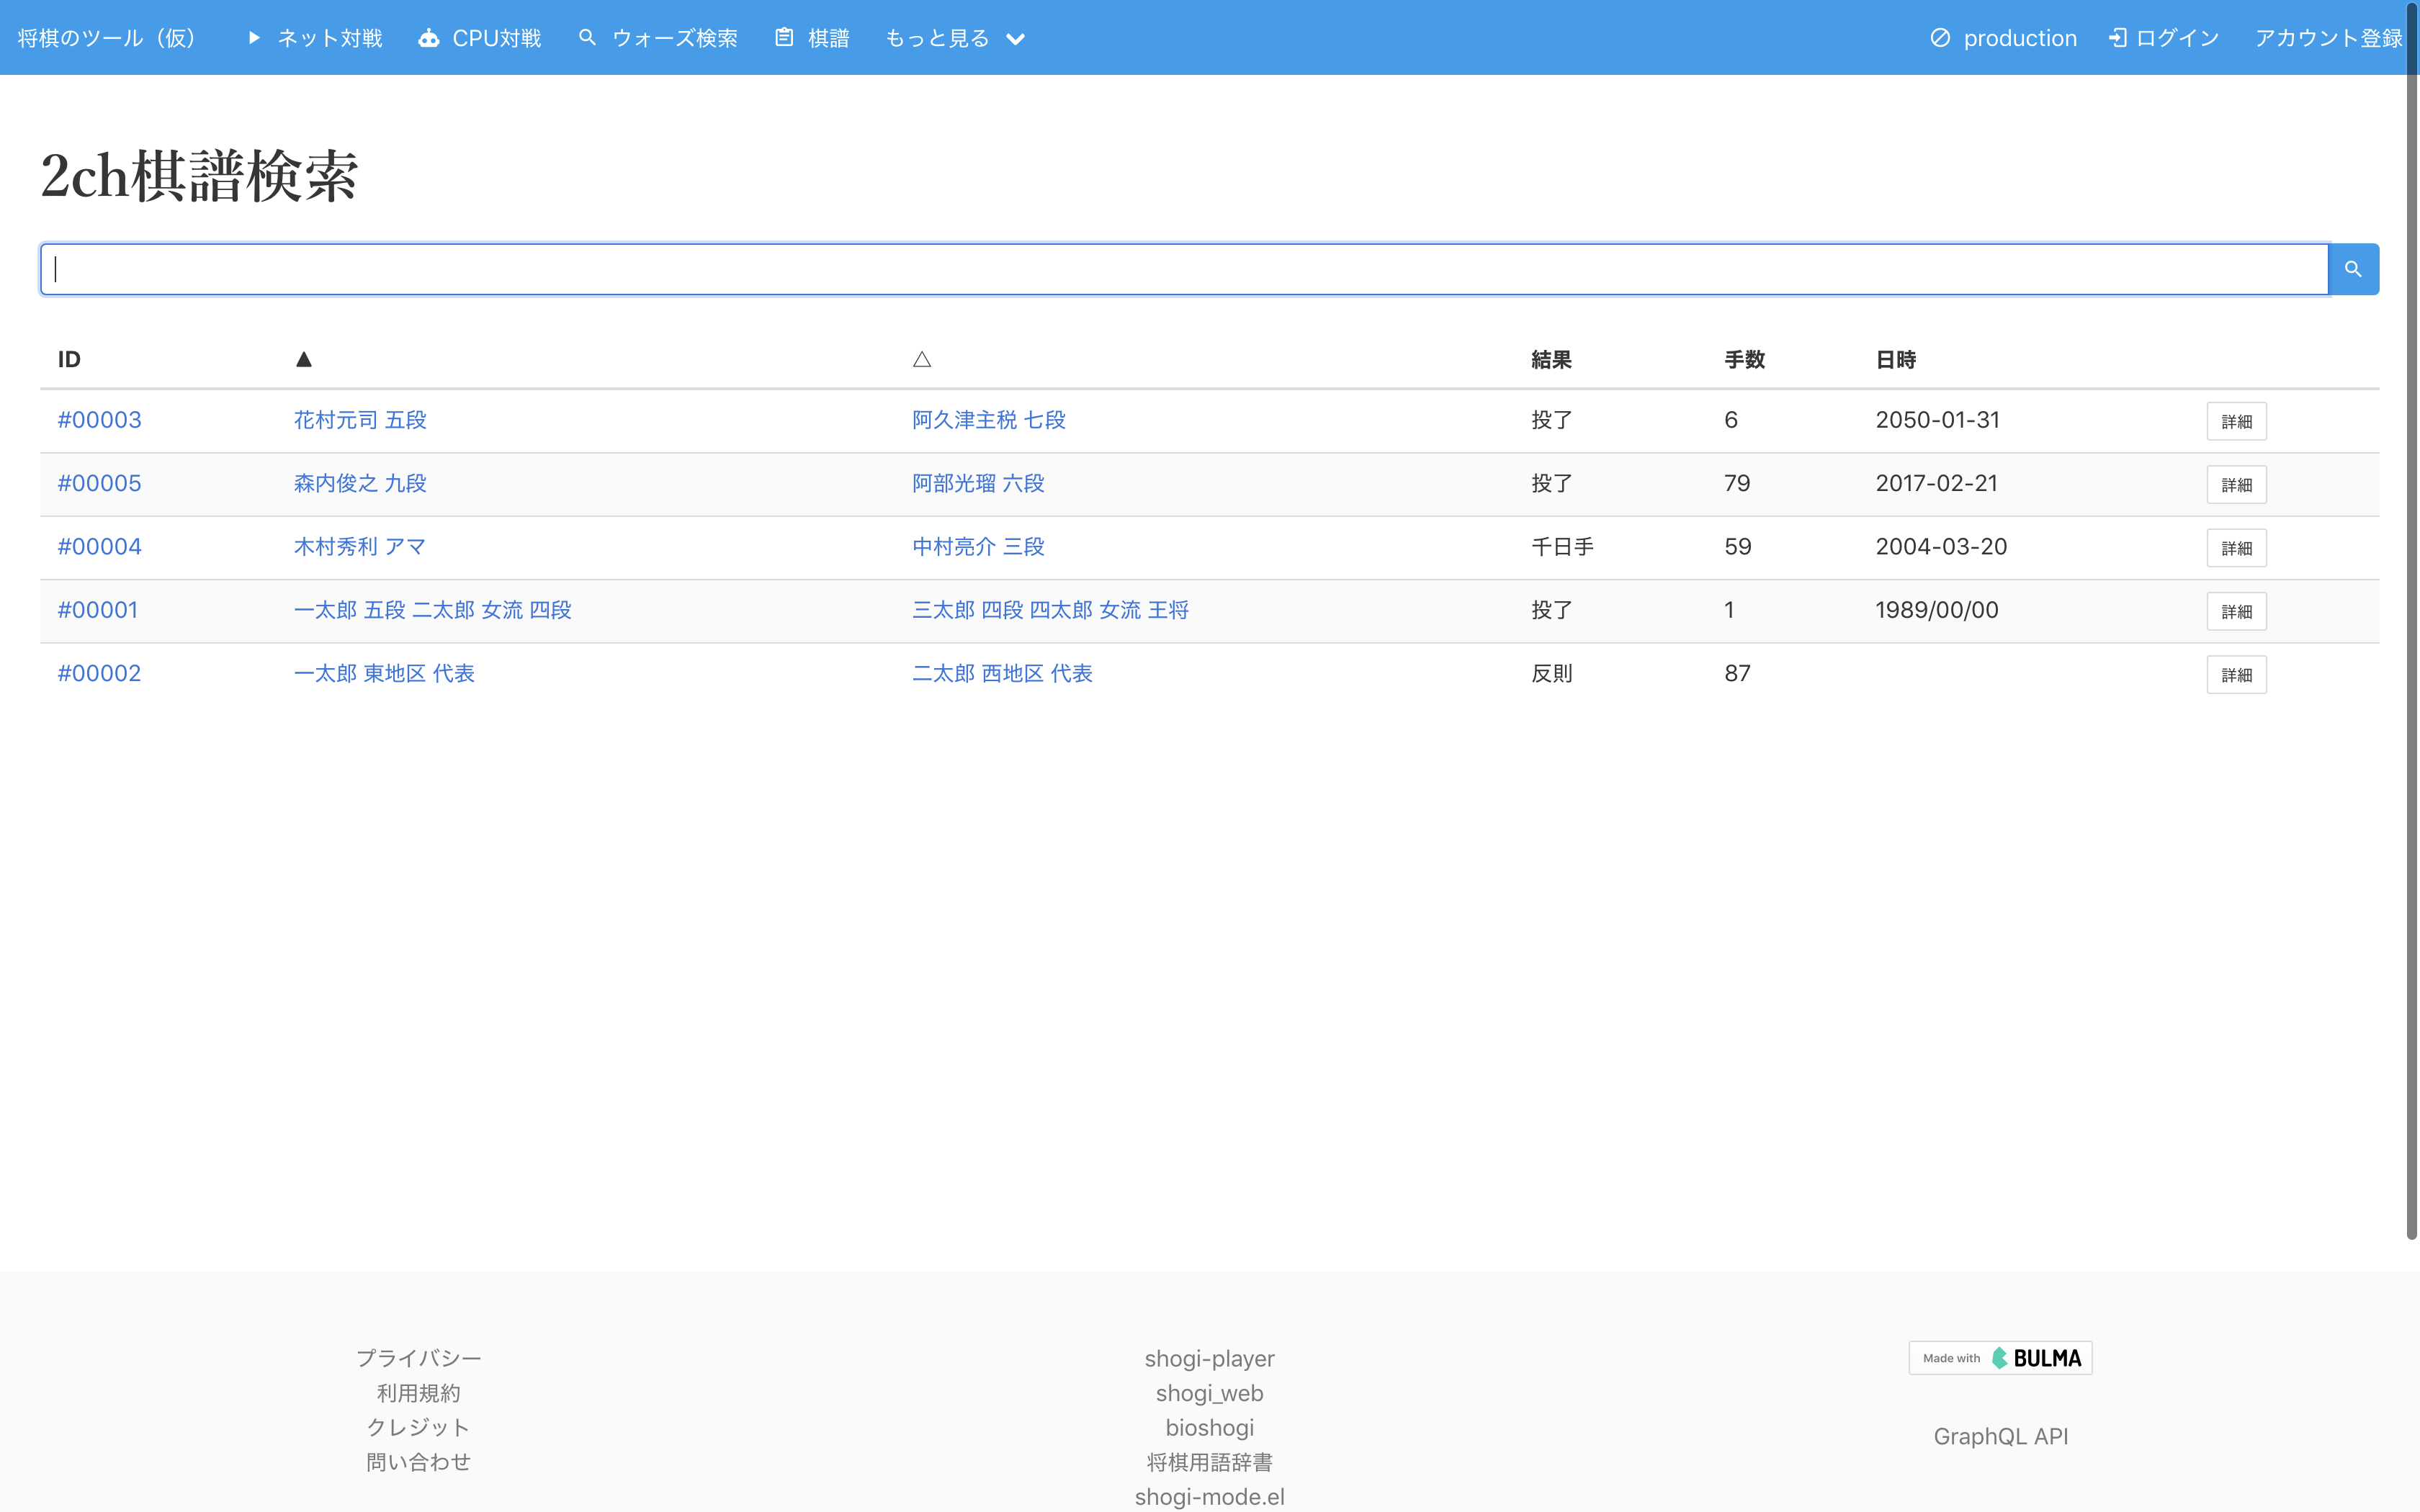 将棋のツール（仮） ネット対戦 CPU対戦 ウォーズ検索 棋譜 もっと見る production ログイン アカウント登録
2ch棋譜検索
ID ▲ △ 結果 手数 日時
#00003 花村元司 五段 阿久津主税 七段 投了 6 2050-01-31 詳細
#00005 森内俊之 九段 阿部光瑠 六段 投了 79 2017-02-21 詳細
#00004 木村秀利 アマ 中村亮介 三段 千日手 59 2004-03-20 詳細
#00001 一太郎 五段 二太郎 女流 四段 三太郎 四段 四太郎 女流 王将 投了 1 1989/00/00 詳細
#00002 一太郎 東地区 代表 二太郎 西地区 代表 反則 87 詳細
プライバシー
利用規約
クレジット
問い合わせ
shogi-player
shogi_web
bioshogi
将棋用語辞書
shogi-mode.el
Made with BULMA
GraphQL API